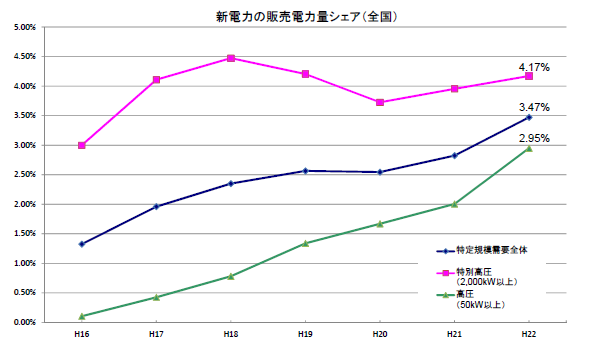 新電力の販売電力量シェア(全国)
5.00%
4.50%
4.00%
3.50%
3.00%
2.50%
2.00%
1.50%
1.00%
0.50%
0.00%
4.17%
3.47%
2.95%
特定規模需要全体
特別高圧
(2,000kW以上)
高圧
(50kW以上)
H16 H17 H18 H19 H20 H21 H22